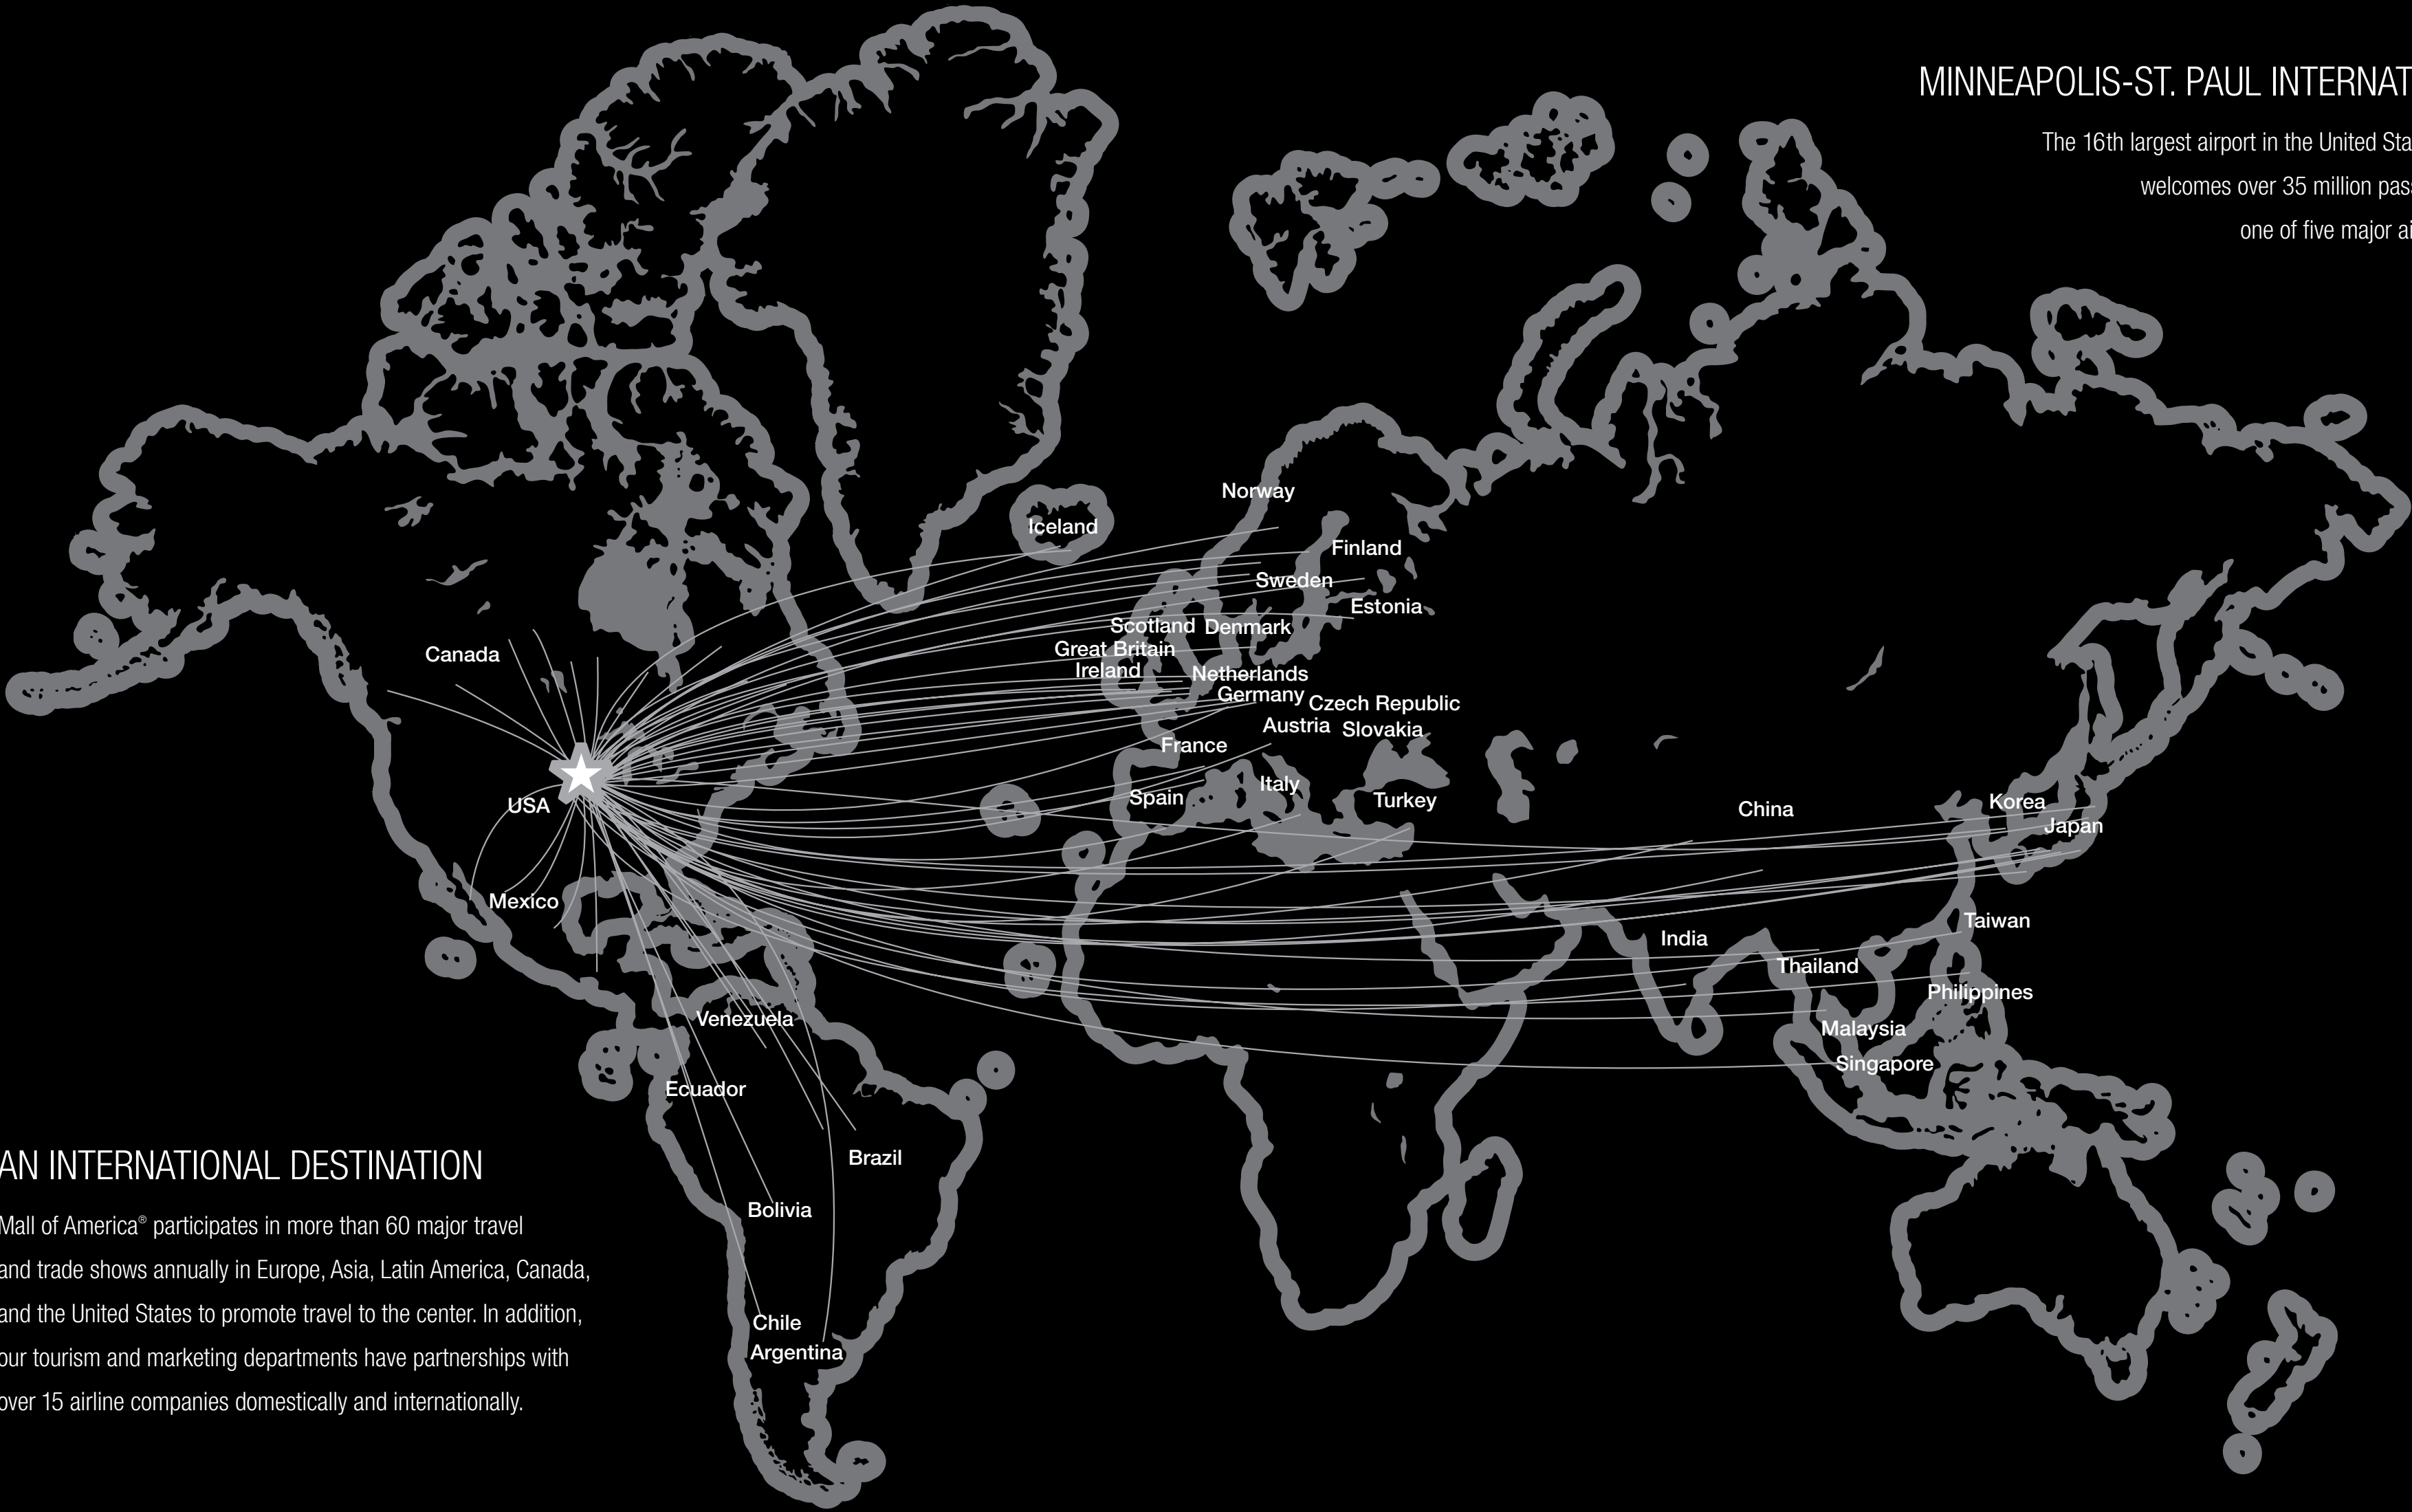 MINNEAPOLIS-ST. PAUL INTERNAT
The 16th largest airport in the United Sta
welcomes over 35 million pass
one of five major ai
Norway
Iceland
Finland
Sweden
Estonia
Scotland Denmark
Great Britain
Canada
Ireland
Netherlands
Germany
Czech Republic
Austria
Slovakia
France
Italy
USA
Spain
Turkey
China
Korea
Japan
Mexico
Taiwan
India
Thailand
Philippines
Venezuela
Malaysia
Singapore
Ecuador
Brazil
Bolivia
Chile
Argentina
AN INTERNATIONAL DESTINATION
Mall of America® participates in more than 60 major travel
and trade shows annually in Europe, Asia, Latin America, Canada,
and the United States to promote travel to the center. In addition,
our tourism and marketing departments have partnerships with
over 15 airline companies domestically and internationally.